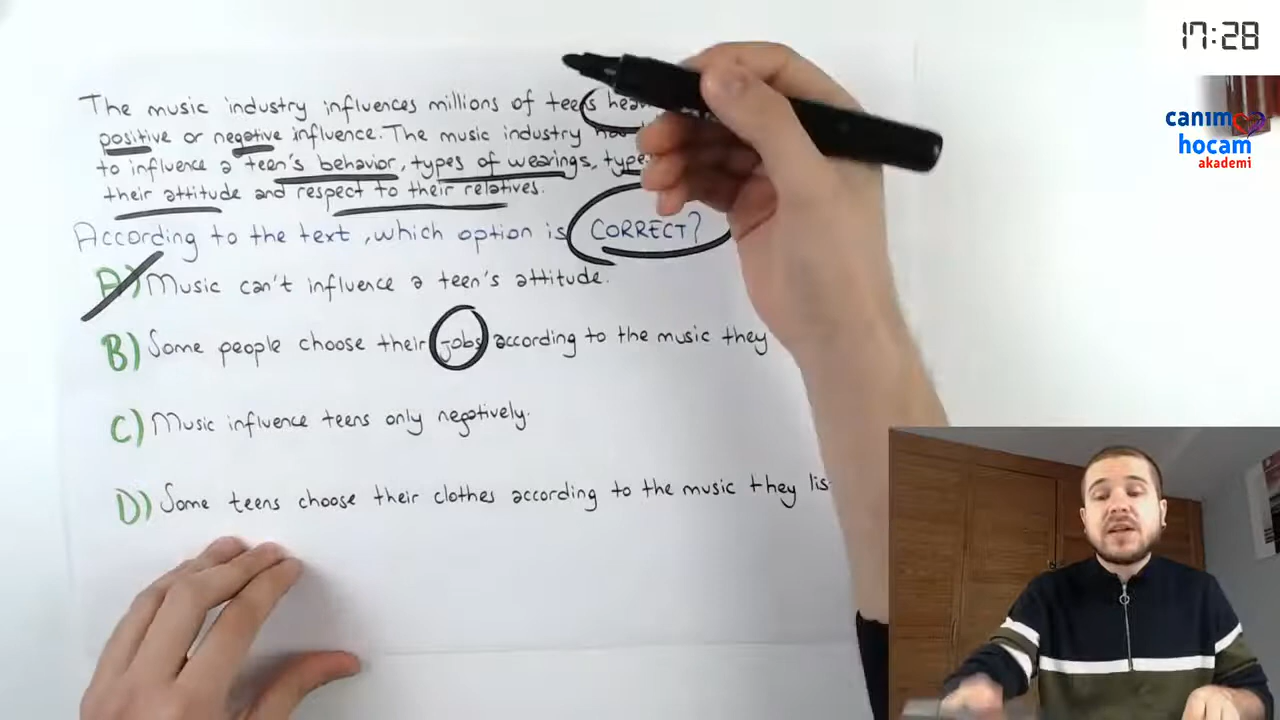 17:28
canım
hocam
akademi
The music industry influences millions of teens
positive or negative influence. The music industry
to influence a teen's behavior, types of wearings,
their attitude and respect to their relatives.
According to the text, which option is CORRECT?
A) Music can't influence a teen's attitude.
B) Some people choose their jobs according to the music they
C) Music influence teens only negatively.
D) Some teens choose their clothes according to the music they lis